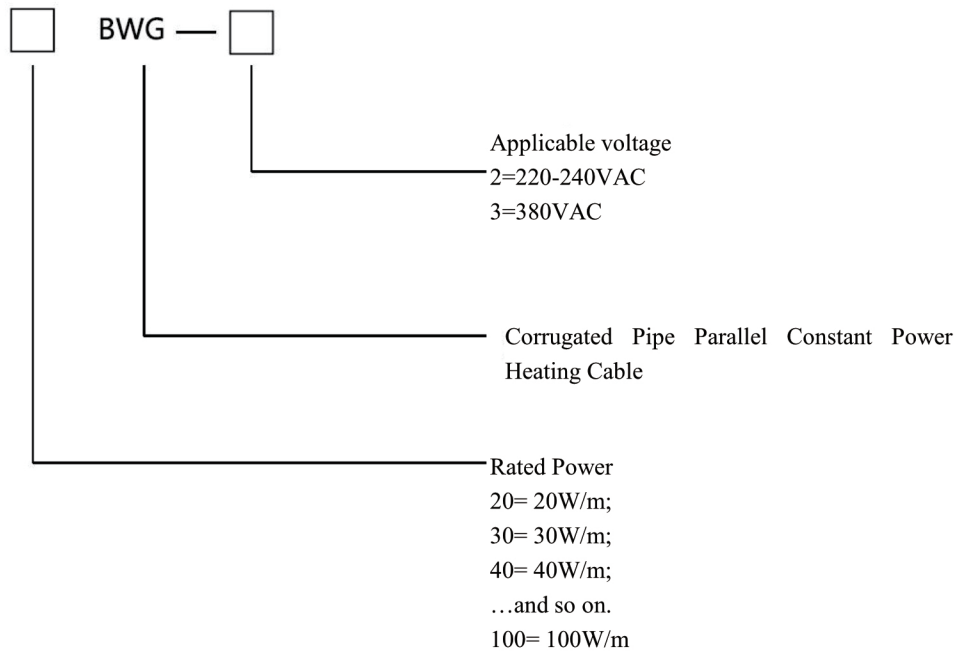 BWG —
Applicable voltage
2=220-240VAC
3=380VAC
Corrugated Pipe Parallel Constant Power
Heating Cable
Rated Power
20= 20W/m;
30= 30W/m;
40= 40W/m;
…and so on.
100= 100W/m